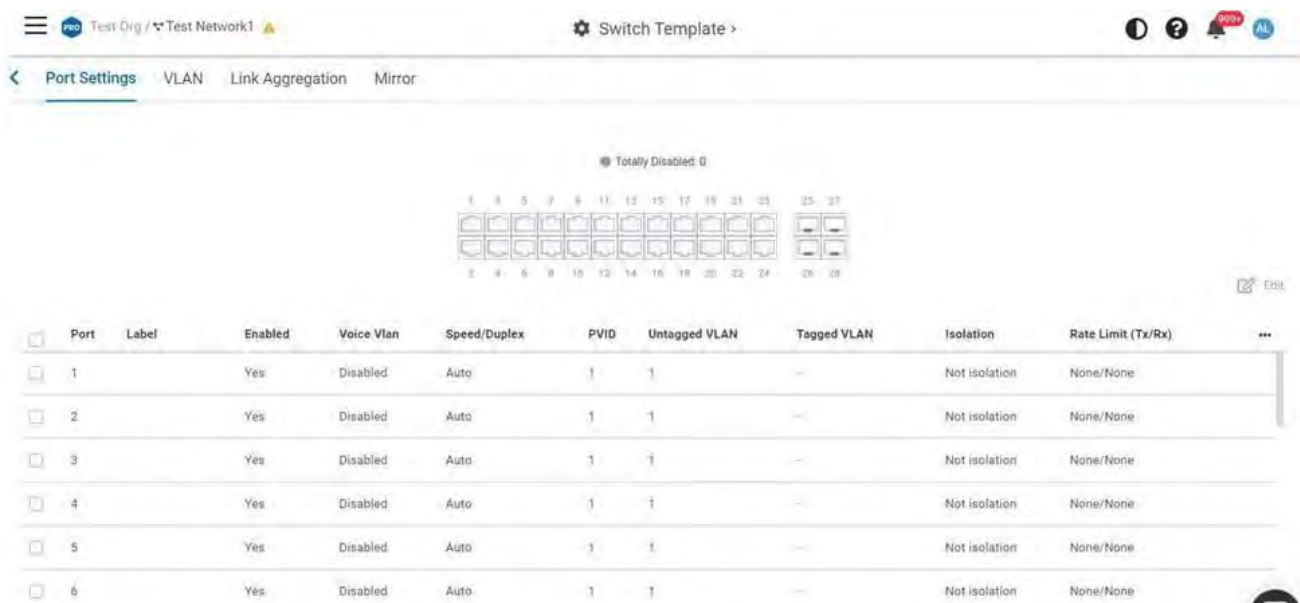 PRO Test Org / Test Network1 Switch Template > 999+ AL
Port Settings VLAN Link Aggregation Mirror
Totally Disabled: 0
1 3 5 7 9 11 13 15 17 19 21 23 25 27
2 4 6 8 10 12 14 16 18 20 22 24 26 28
Edit
Port Label Enabled Voice Vlan Speed/Duplex PVID Untagged VLAN Tagged VLAN Isolation Rate Limit (Tx/Rx) •••
1 Yes Disabled Auto 1 1 -- Not isolation None/None
2 Yes Disabled Auto 1 1 -- Not isolation None/None
3 Yes Disabled Auto 1 1 -- Not isolation None/None
4 Yes Disabled Auto 1 1 -- Not isolation None/None
5 Yes Disabled Auto 1 1 -- Not isolation None/None
6 Yes Disabled Auto 1 1 -- Not isolation None/None